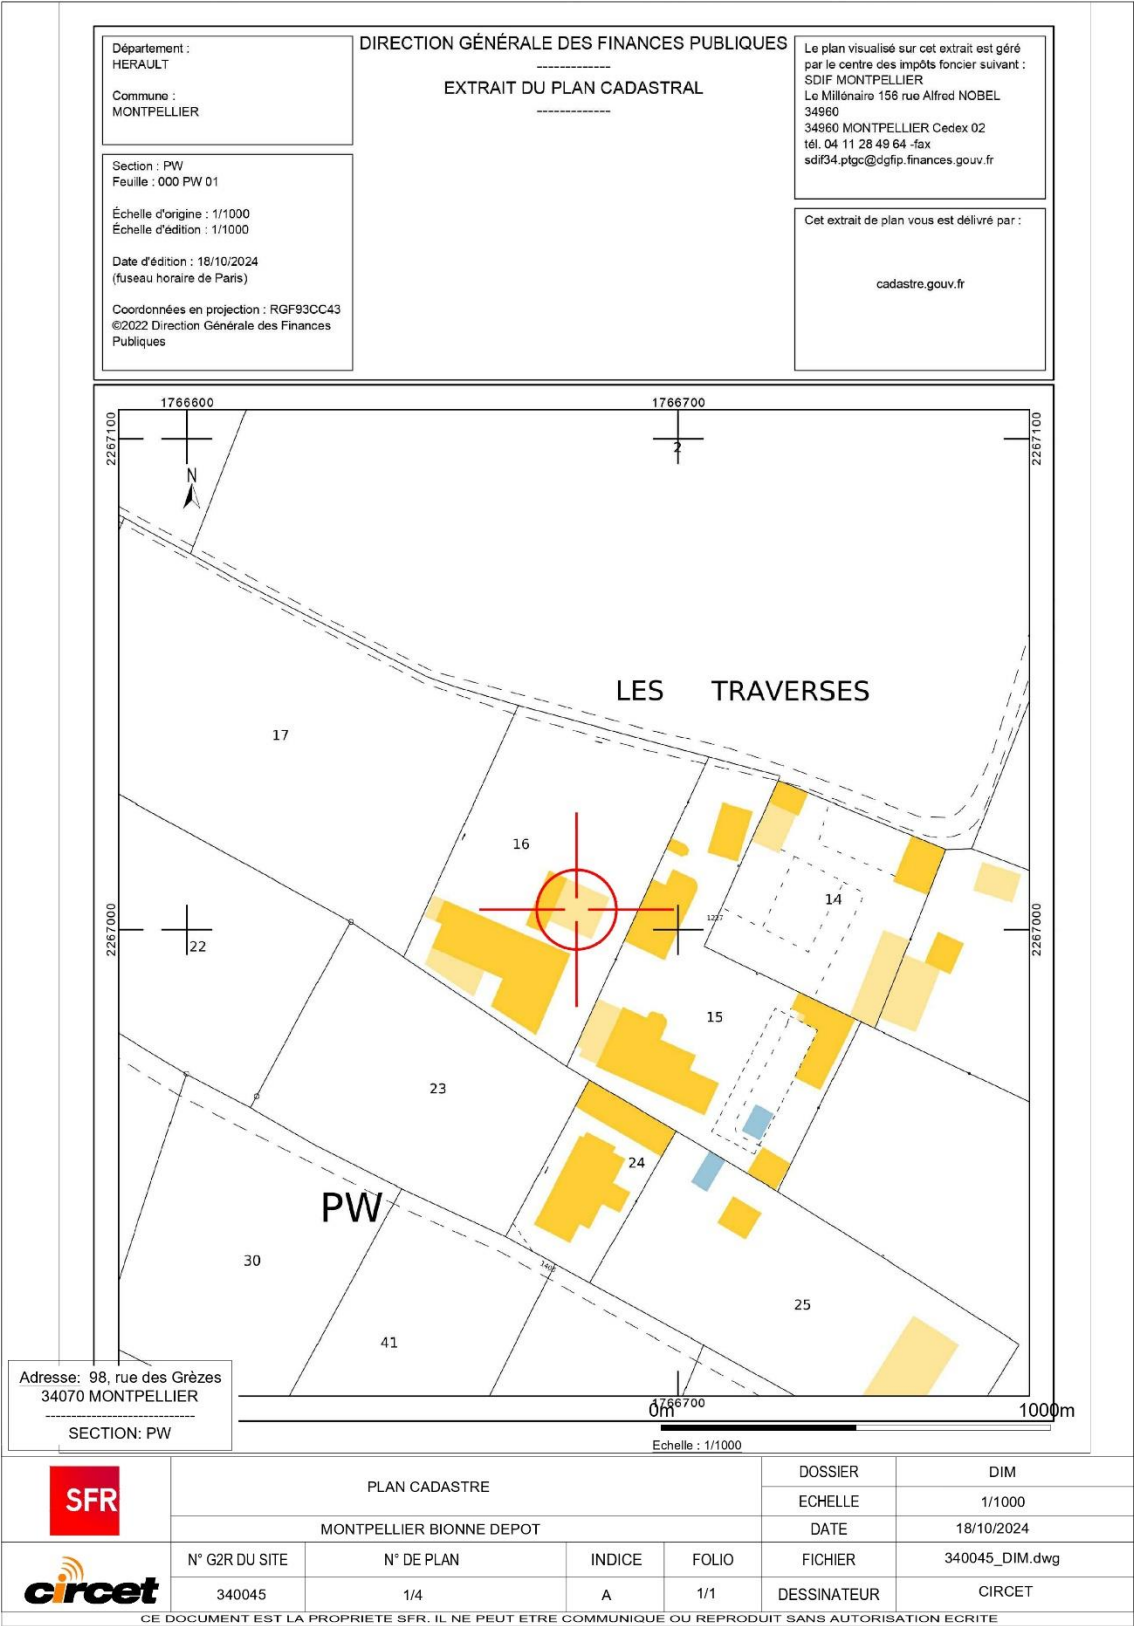 Département :
HERAULT
Commune :
MONTPELLIER
Section : PW
Feuille : 000 PW 01
Échelle d'origine : 1/1000
Échelle d'édition : 1/1000
Date d'édition : 18/10/2024
(fuseau horaire de Paris)
Coordonnées en projection : RGF93CC43
©2022 Direction Générale des Finances
Publiques
DIRECTION GÉNÉRALE DES FINANCES PUBLIQUES
-------------
EXTRAIT DU PLAN CADASTRAL
-------------
Le plan visualisé sur cet extrait est géré
par le centre des impôts foncier suivant :
SDIF MONTPELLIER
Le Millénaire 156 rue Alfred NOBEL
34960
34960 MONTPELLIER Cedex 02
tél. 04 11 28 49 64 -fax
sdif34.ptgc@dgfip.finances.gouv.fr
Cet extrait de plan vous est délivré par :
cadastre.gouv.fr
1766600
1766700
2267100
2267100
2
N
LES TRAVERSES
17
16
14
1227
2267000
2267000
22
15
23
24
PW
30
1406
25
41
1766700
Adresse: 98, rue des Grèzes
34070 MONTPELLIER
-----------------------------
SECTION: PW
0m
1000m
Echelle : 1/1000
SFR
PLAN CADASTRE
DOSSIER
DIM
ECHELLE
1/1000
MONTPELLIER BIONNE DEPOT
DATE
18/10/2024
circet
N° G2R DU SITE
N° DE PLAN
INDICE
FOLIO
FICHIER
340045_DIM.dwg
340045
1/4
A
1/1
DESSINATEUR
CIRCET
CE DOCUMENT EST LA PROPRIETE SFR. IL NE PEUT ETRE COMMUNIQUE OU REPRODUIT SANS AUTORISATION ECRITE